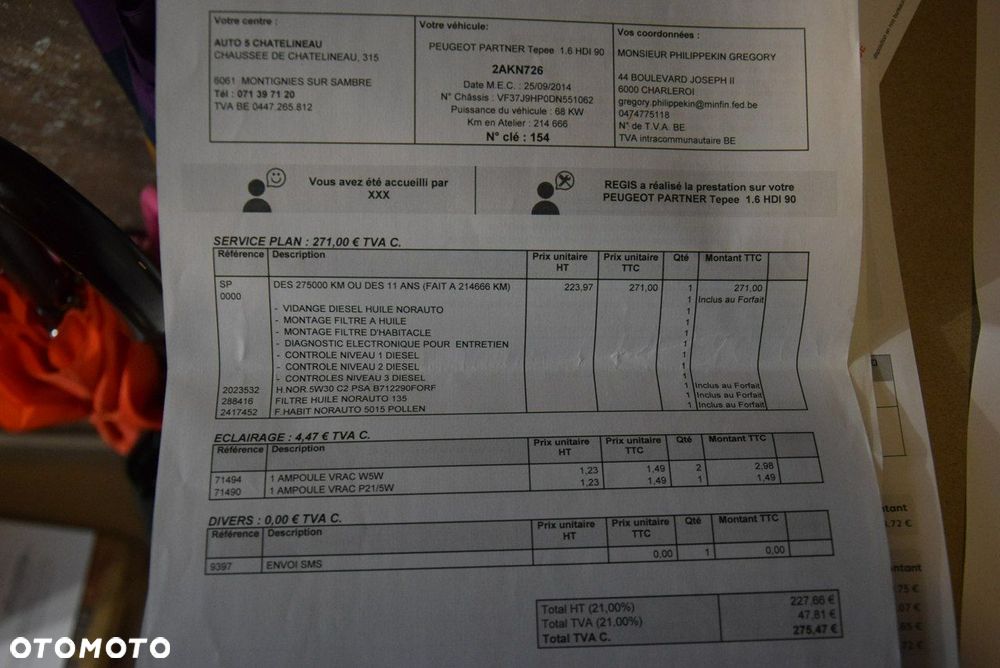 Votre centre :
AUTO 5 CHATELINEAU
CHAUSSEE DE CHATELINEAU, 315
6061 MONTIGNIES SUR SAMBRE
Tél : 071 39 71 20
TVA BE 0447.265.812
Votre véhicule:
PEUGEOT PARTNER Tepee 1.6 HDI 90
2AKN726
Date M.E.C. : 25/09/2014
N° Châssis : VF37J9HP0DN551062
Puissance du véhicule : 68 KW
Km en Atelier : 214 666
N° clé : 154
Vos coordonnées :
MONSIEUR PHILIPPEKIN GREGORY
44 BOULEVARD JOSEPH II
6000 CHARLEROI
gregory.philippekin@minfin.fed.be
0474775118
N° de T.V.A. BE
TVA intracommunautaire BE
Vous avez été accueilli par
XXX
REGIS a réalisé la prestation sur votre
PEUGEOT PARTNER Tepee 1.6 HDI 90
SERVICE PLAN : 271,00 € TVA C.
Référence Description Prix unitaire HT Prix unitaire TTC Qté Montant TTC
SP 0000 DES 275000 KM OU DES 11 ANS (FAIT A 214666 KM) 223,97 271,00 1 271,00
1 Inclus au Forfait
- VIDANGE DIESEL HUILE NORAUTO 1
- MONTAGE FILTRE A HUILE 1
- MONTAGE FILTRE D'HABITACLE 1
- DIAGNOSTIC ELECTRONIQUE POUR ENTRETIEN 1
- CONTROLE NIVEAU 1 DIESEL 1
- CONTROLE NIVEAU 2 DIESEL 1
- CONTROLES NIVEAU 3 DIESEL
2023532 H.NOR.5W30 C2 PSA B712290FORF 1 Inclus au Forfait
288416 FILTRE HUILE NORAUTO 135 1 Inclus au Forfait
2417452 F.HABIT NORAUTO 5015 POLLEN 1 Inclus au Forfait
ECLAIRAGE : 4,47 € TVA C.
Référence Description Prix unitaire HT Prix unitaire TTC Qté Montant TTC
71494 1 AMPOULE VRAC W5W 1,23 1,49 2 2,98
71490 1 AMPOULE VRAC P21/5W 1,23 1,49 1 1,49
DIVERS : 0,00 € TVA C.
Référence Description Prix unitaire HT Prix unitaire TTC Qté Montant TTC
9397 ENVOI SMS 0,00 1 0,00
Total HT (21,00%) 227,66 €
Total TVA (21,00%) 47,81 €
Total TVA C. 275,47 €
OTOMOTO